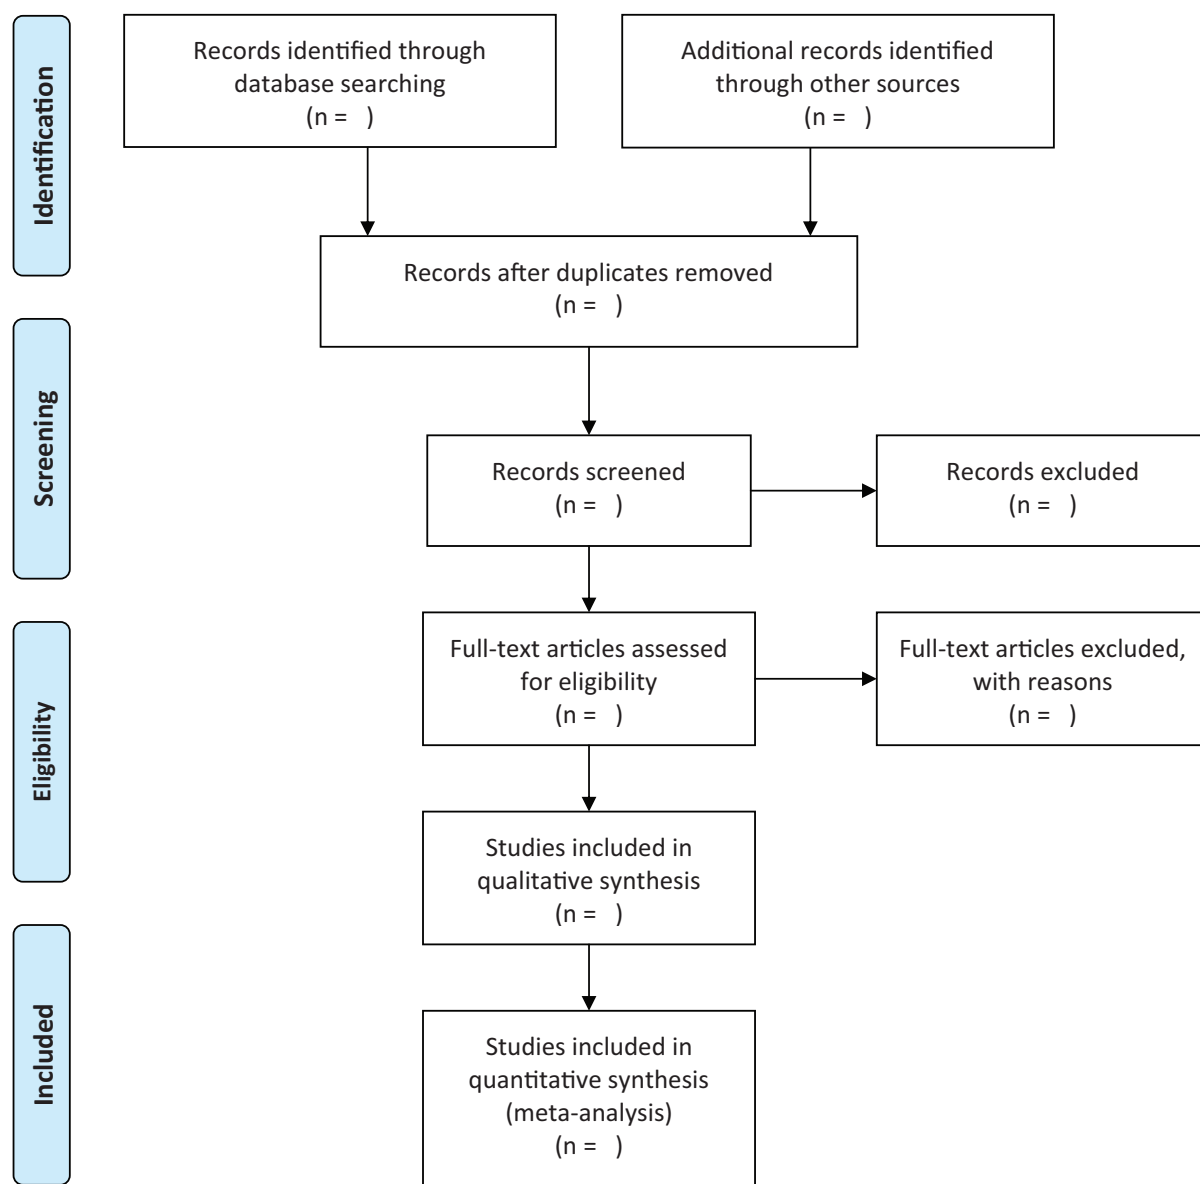 Identification
Records identified through
database searching
(n =   )
Additional records identified
through other sources
(n =   )
Records after duplicates removed
(n =   )
Screening
Records screened
(n =   )
Records excluded
(n =   )
Eligibility
Full-text articles assessed
for eligibility
(n =   )
Full-text articles excluded,
with reasons
(n =   )
Studies included in
qualitative synthesis
(n =   )
Included
Studies included in
quantitative synthesis
(meta-analysis)
(n =   )